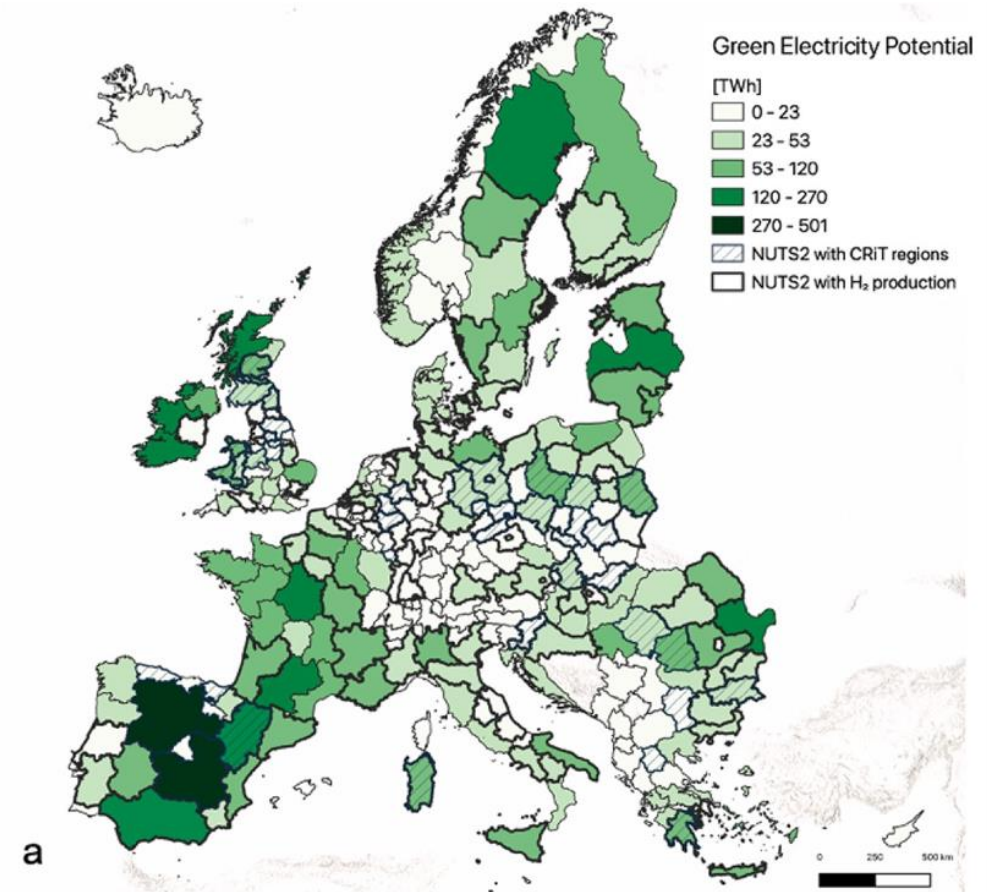 Green Electricity Potential
[TWh]
0 - 23
23 - 53
53 - 120
120 - 270
270 - 501
NUTS2 with CRiT regions
NUTS2 with H₂ production
a
0 250 500 km